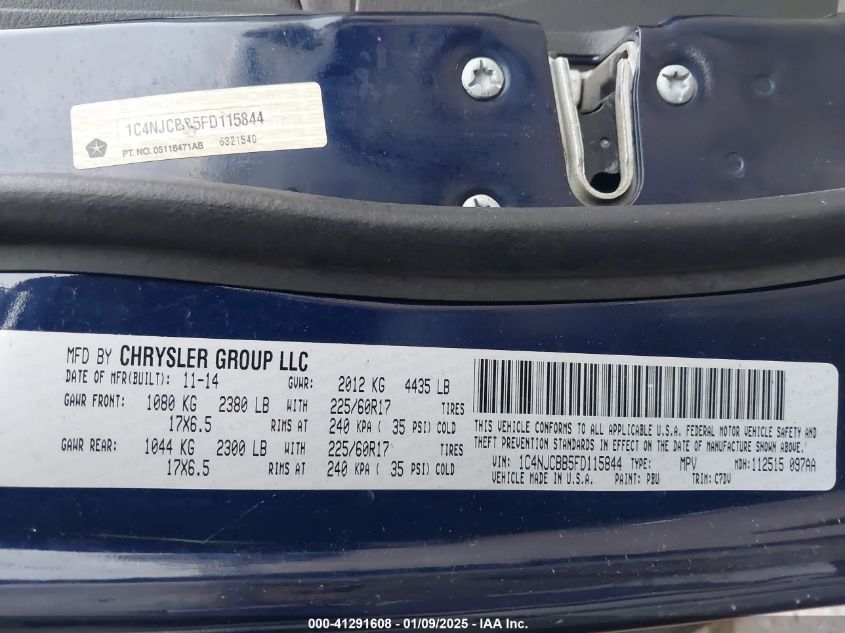 1C4NJCBB5FD115844
PT. NO. 05116471AB 6321540
MFD BY CHRYSLER GROUP LLC
DATE OF MFR(BUILT): 11-14 GVWR: 2012 KG 4435 LB
GAWR FRONT: 1080 KG 2380 LB WITH 225/60R17 TIRES
17X6.5 RIMS AT 240 KPA ( 35 PSI) COLD
GAWR REAR: 1044 KG 2300 LB WITH 225/60R17 TIRES
17X6.5 RIMS AT 240 KPA ( 35 PSI) COLD
THIS VEHICLE CONFORMS TO ALL APPLICABLE U.S.A. FEDERAL MOTOR VEHICLE SAFETY AND
THEFT PREVENTION STANDARDS IN EFFECT ON THE DATE OF MANUFACTURE SHOWN ABOVE.
VIN: 1C4NJCBB5FD115844 TYPE: MPV MDH: 112515 097AA
VEHICLE MADE IN U.S.A. PAINT: PBU TRIM: C7DV
000-41291608 - 01/09/2025 - © IAA Inc.